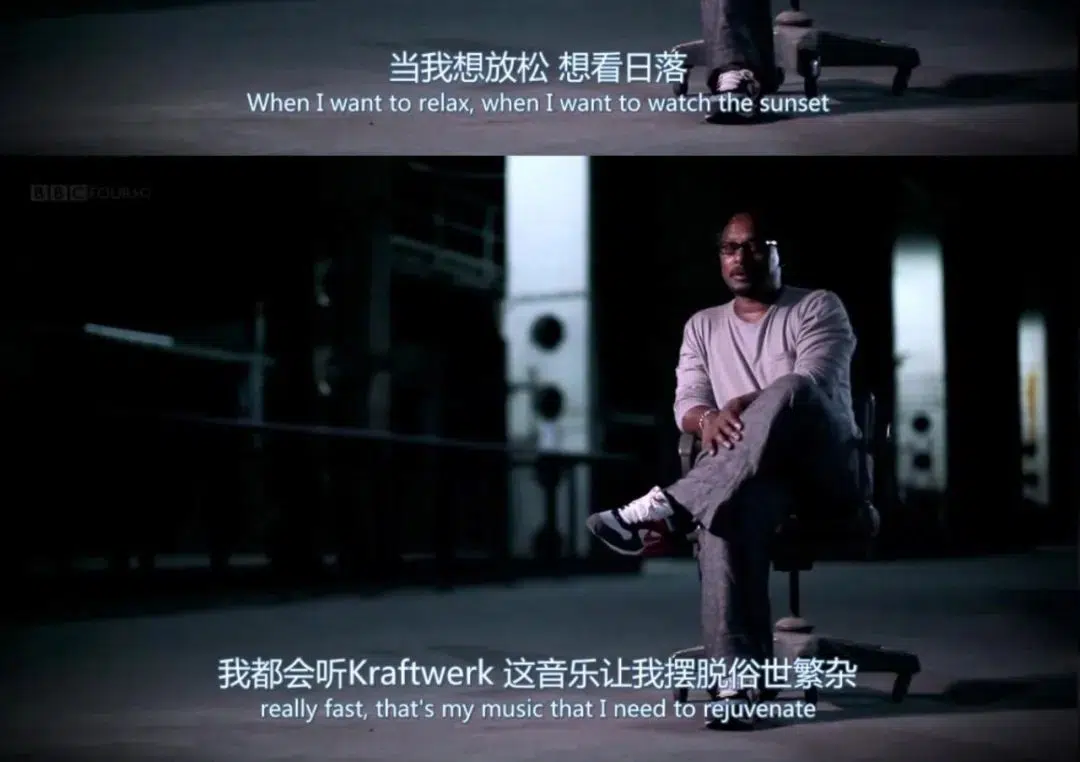 当我想放松 想看日落
When I want to relax, when I want to watch the sunset
BBC FOUR
我都会听Kraftwerk 这音乐让我摆脱俗世繁杂
really fast, that's my music that I need to rejuvenate